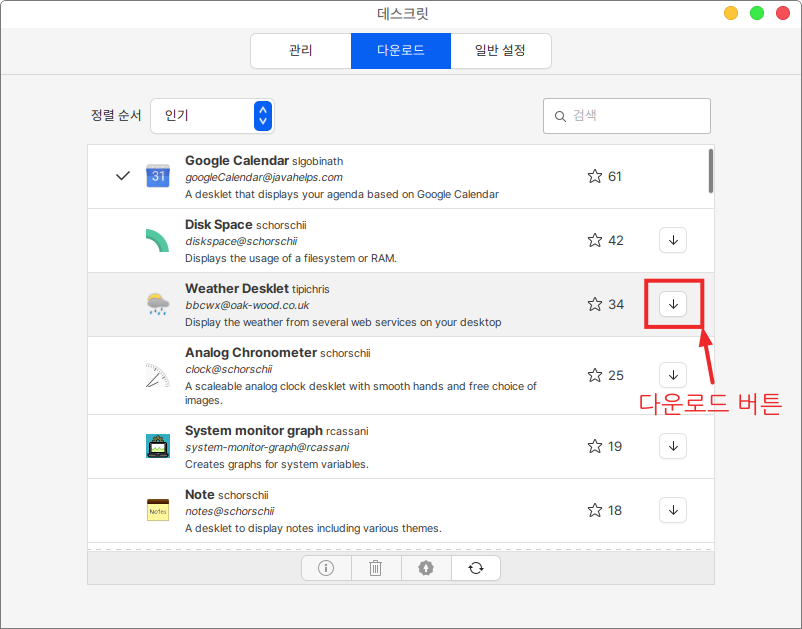 데스크릿
관리
다운로드
일반 설정
정렬 순서
인기
검색
31
Google Calendar slgobinath
googleCalendar@javahelps.com
A desklet that displays your agenda based on Google Calendar
61
Disk Space schorschii
diskspace@schorschii
Displays the usage of a filesystem or RAM.
42
Weather Desklet tipichris
bbcwx@oak-wood.co.uk
Display the weather from several web services on your desktop
34
Analog Chronometer schorschii
clock@schorschii
A scaleable analog clock desklet with smooth hands and free choice of
images.
25
다운로드 버튼
System monitor graph rcassani
system-monitor-graph@rcassani
Creates graphs for system variables.
19
Notes
Note schorschii
notes@schorschii
A desklet to display notes including various themes.
18